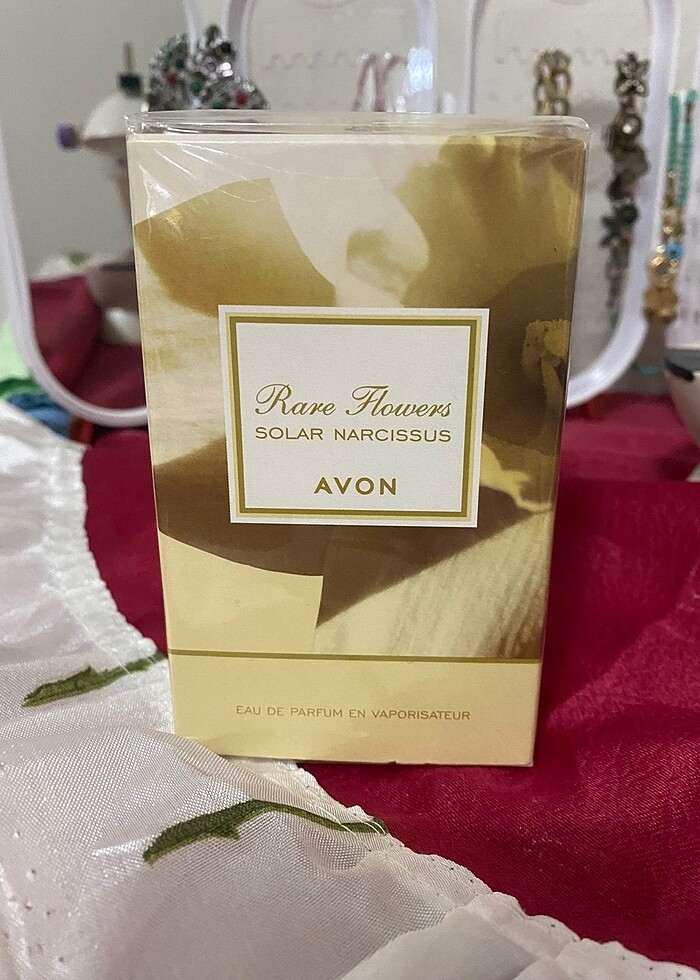 Rare Flowers
SOLAR NARCISSUS
AVON
EAU DE PARFUM EN VAPORISATEUR